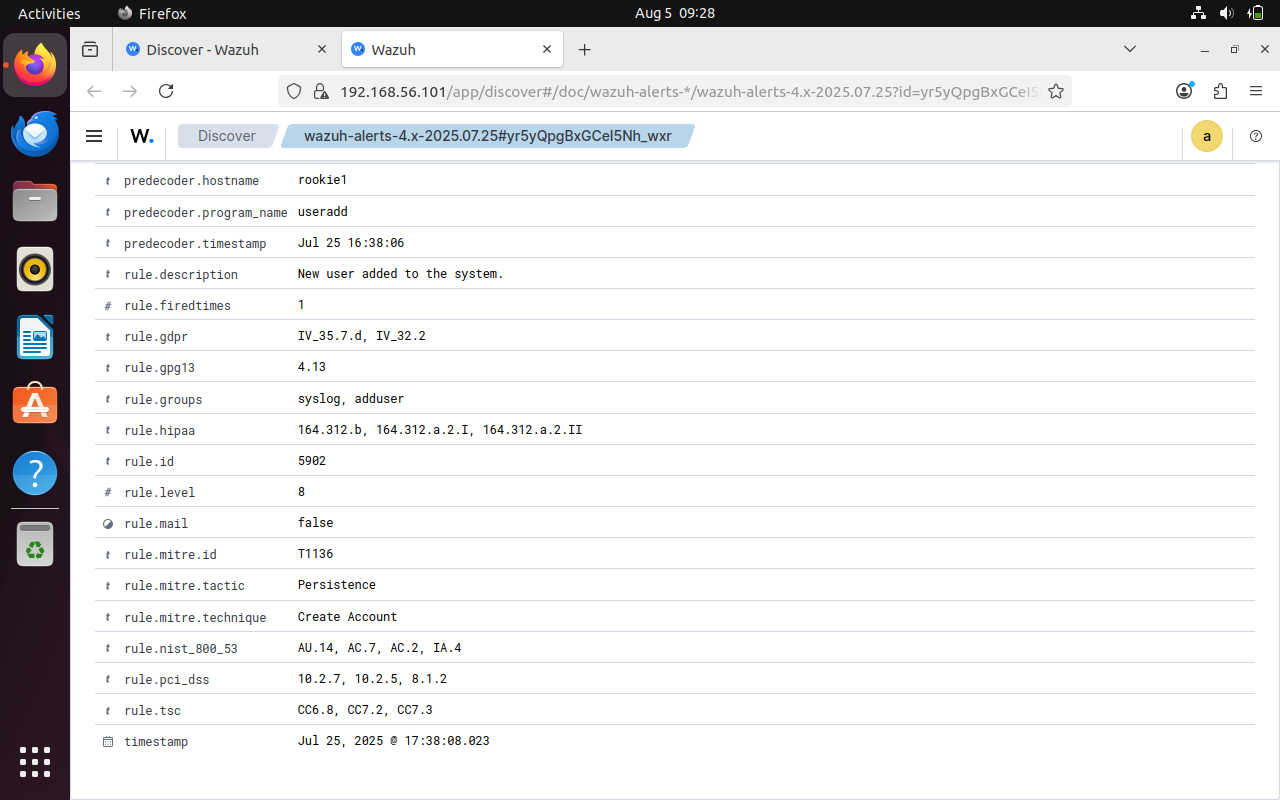 Activities
Firefox
Aug 5 09:28
Discover - Wazuh
Wazuh
192.168.56.101/app/discover#/doc/wazuh-alerts-*/wazuh-alerts-4.x-2025.07.25?id=yr5yQpgBxGCeI5
W.
Discover
wazuh-alerts-4.x-2025.07.25#yr5yQpgBxGCeI5Nh_wxr
a
t predecoder.hostname rookie1
t predecoder.program_name useradd
t predecoder.timestamp Jul 25 16:38:06
t rule.description New user added to the system.
# rule.firedtimes 1
t rule.gdpr IV_35.7.d, IV_32.2
t rule.gpg13 4.13
t rule.groups syslog, adduser
t rule.hipaa 164.312.b, 164.312.a.2.I, 164.312.a.2.II
t rule.id 5902
# rule.level 8
rule.mail false
t rule.mitre.id T1136
t rule.mitre.tactic Persistence
t rule.mitre.technique Create Account
t rule.nist_800_53 AU.14, AC.7, AC.2, IA.4
t rule.pci_dss 10.2.7, 10.2.5, 8.1.2
t rule.tsc CC6.8, CC7.2, CC7.3
timestamp Jul 25, 2025 @ 17:38:08.023